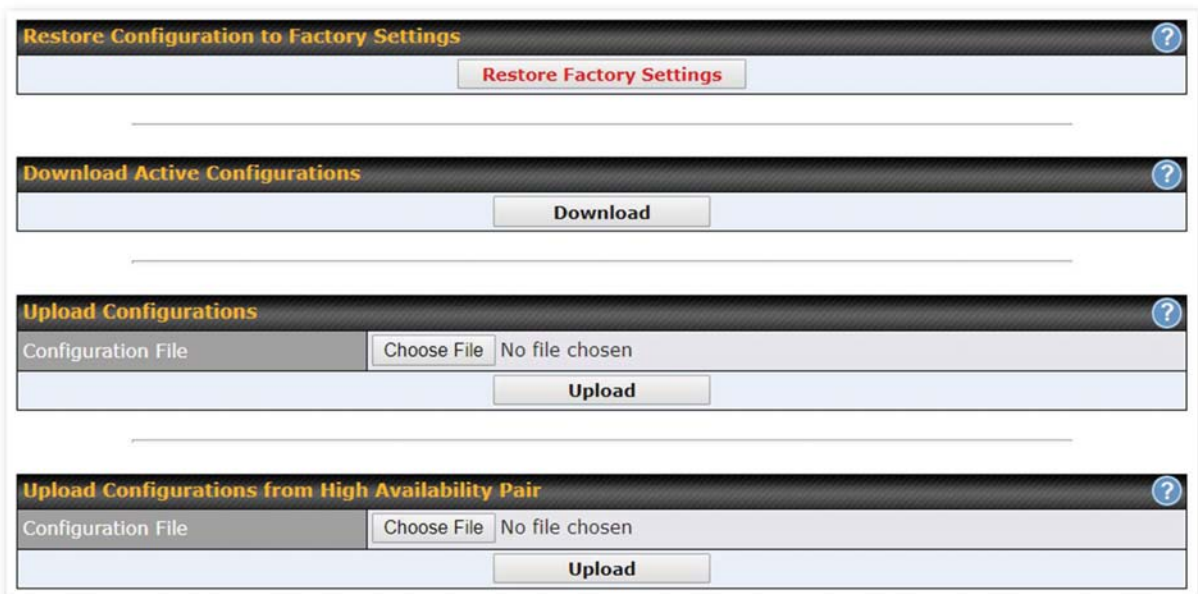 Restore Configuration to Factory Settings
?
Restore Factory Settings
Download Active Configurations
?
Download
Upload Configurations
?
Configuration File
Choose File No file chosen
Upload
Upload Configurations from High Availability Pair
?
Configuration File
Choose File No file chosen
Upload